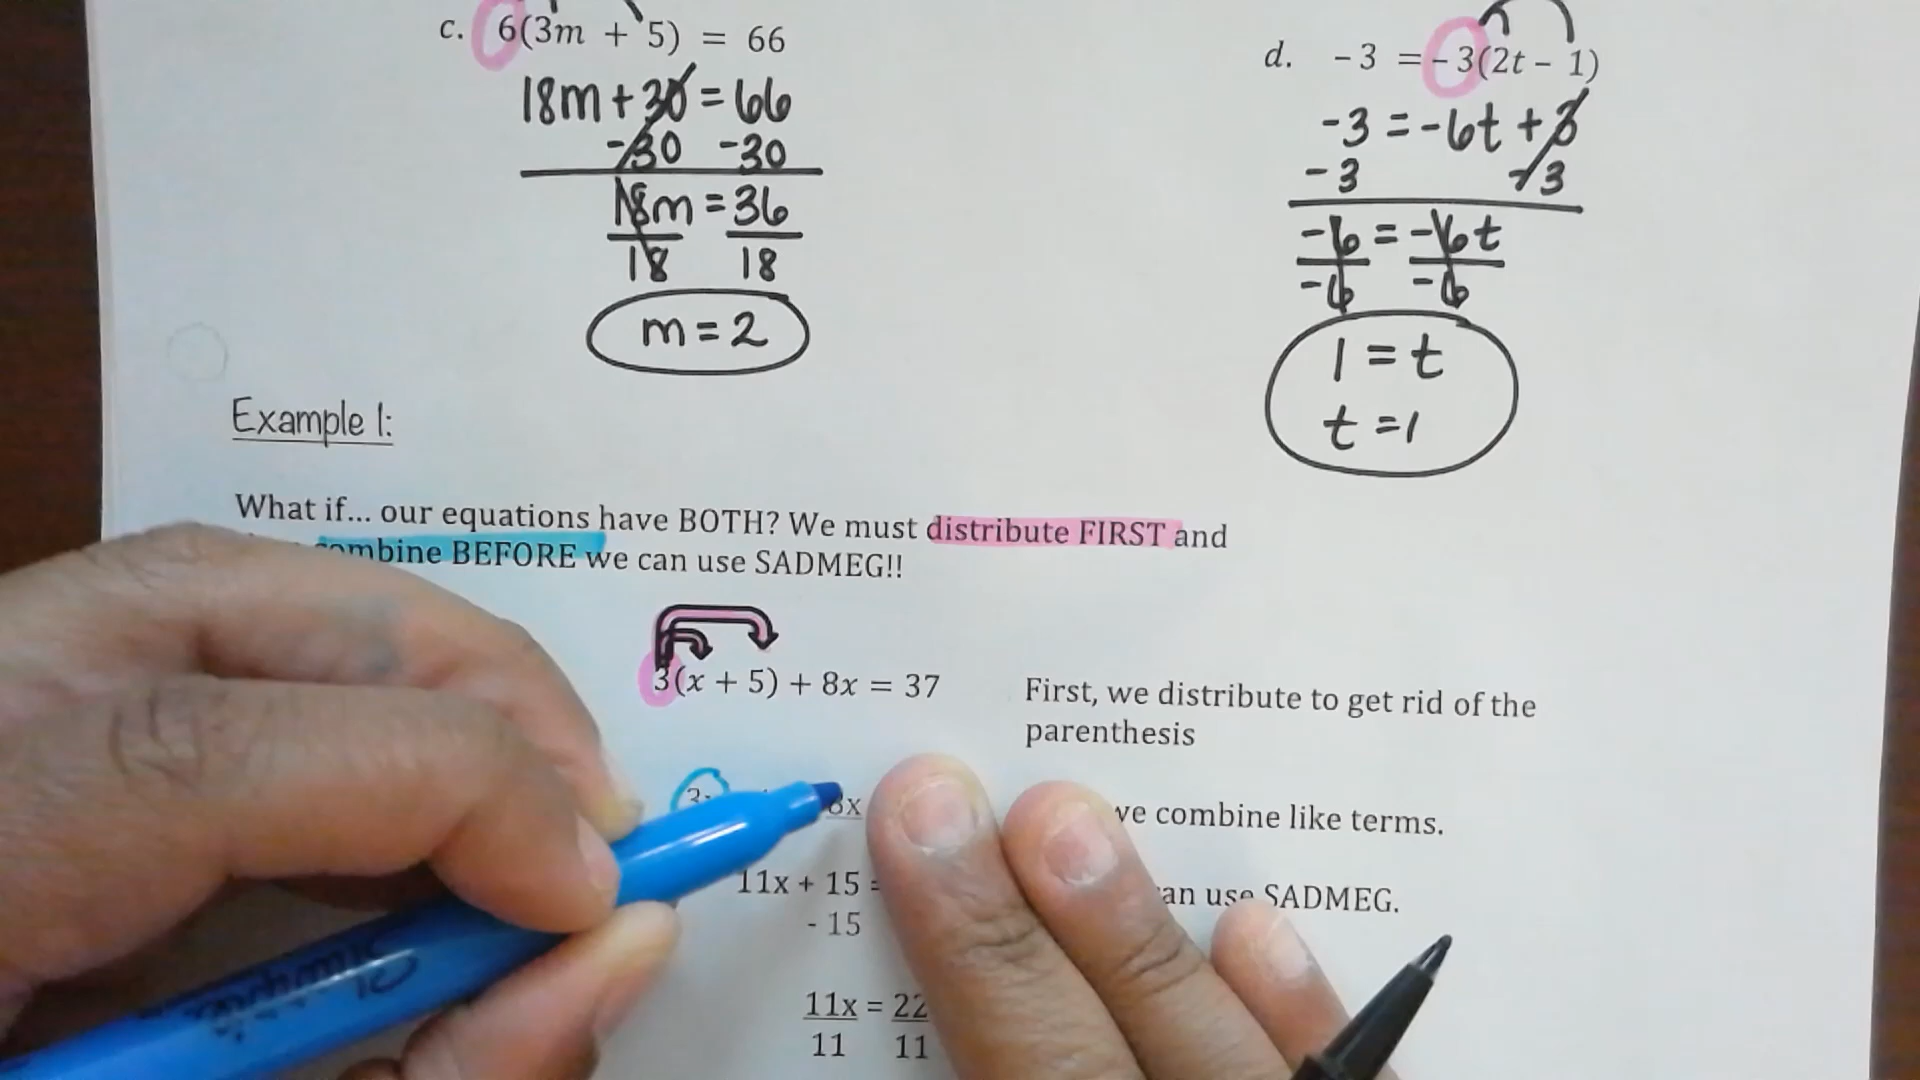 c. 6(3m + 5) = 66
18m + 30 = 66
-30 -30
18m = 36
18 18
m = 2
d. -3 = -3(2t - 1)
-3 = -6t + 3
-3 -3
-6 = -6t
-6 -6
1 = t
t = 1
Example 1:
What if... our equations have BOTH? We must distribute FIRST and
combine BEFORE we can use SADMEG!!
3(x + 5) + 8x = 37
First, we distribute to get rid of the
parenthesis
8x
we combine like terms.
11x + 15 =
can use SADMEG.
- 15
11x = 22
11 11